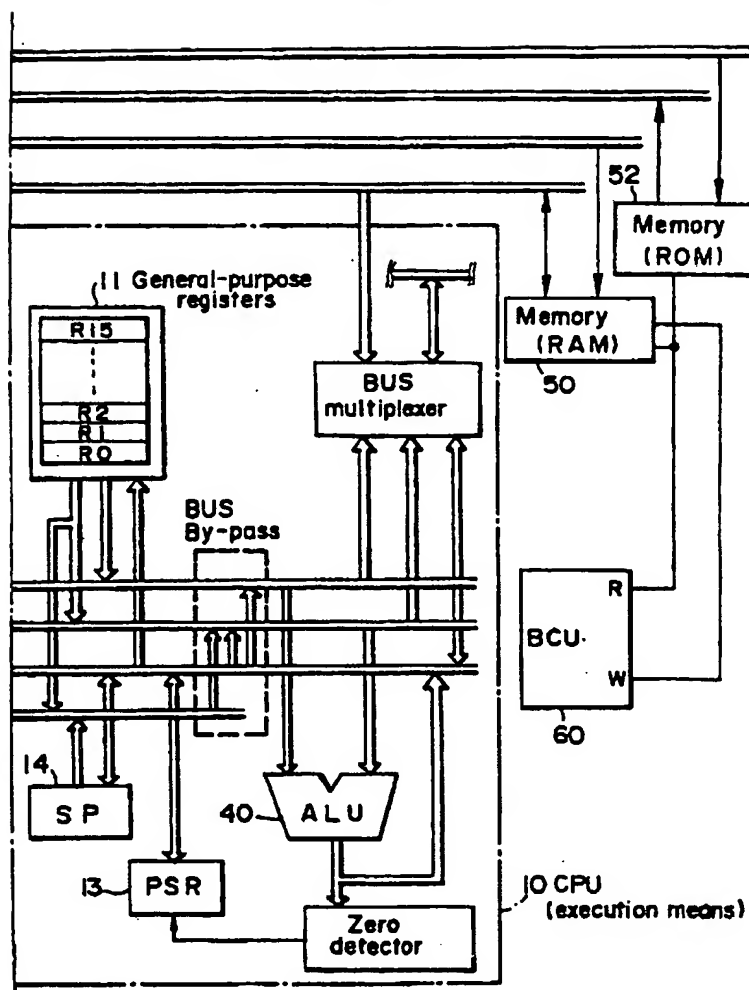 52
Memory
(ROM)
11 General-purpose
registers
R15
R2
R1
R0
Memory
(RAM)
50
BUS
multiplexer
BUS
By-pass
BCU
R
W
60
14
SP
40
ALU
13
PSR
Zero
detector
10 CPU
(execution means)